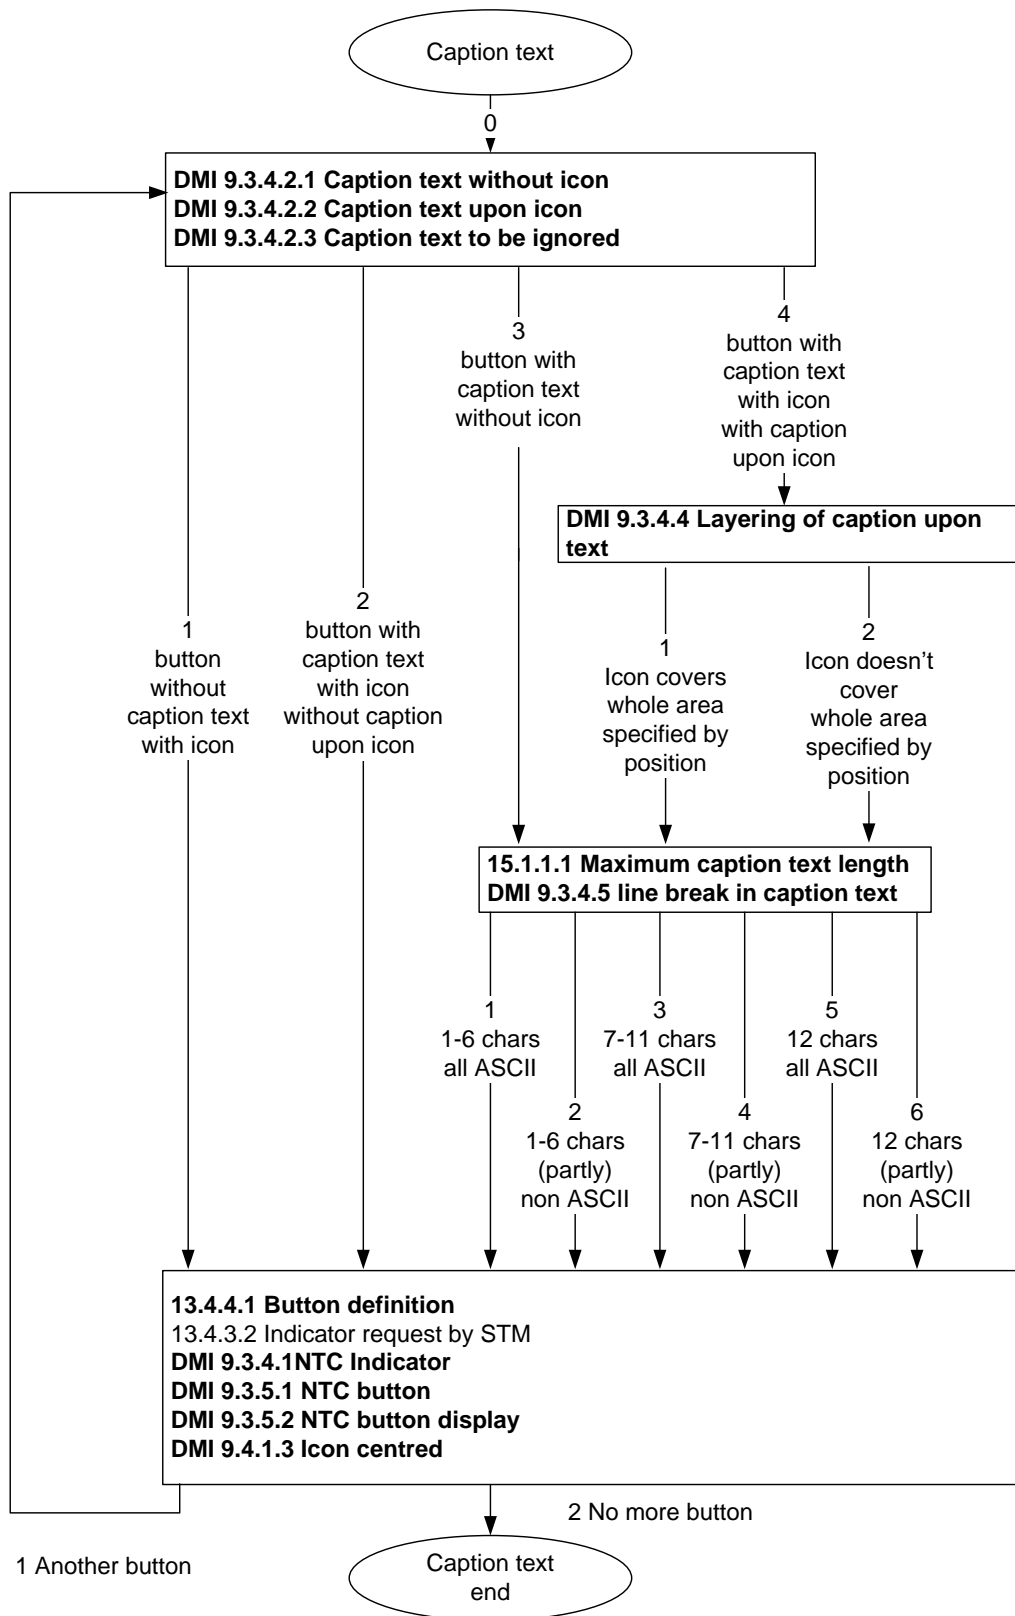 Caption text
0
DMI 9.3.4.2.1 Caption text without icon
DMI 9.3.4.2.2 Caption text upon icon
DMI 9.3.4.2.3 Caption text to be ignored
1
button
without
caption text
with icon
2
button with
caption text
with icon
without caption
upon icon
3
button with
caption text
without icon
4
button with
caption text
with icon
with caption
upon icon
DMI 9.3.4.4 Layering of caption upon
text
1
Icon covers
whole area
specified by
position
2
Icon doesn’t
cover
whole area
specified by
position
15.1.1.1 Maximum caption text length
DMI 9.3.4.5 line break in caption text
1
1-6 chars
all ASCII
2
1-6 chars
(partly)
non ASCII
3
7-11 chars
all ASCII
4
7-11 chars
(partly)
non ASCII
5
12 chars
all ASCII
6
12 chars
(partly)
non ASCII
13.4.4.1 Button definition
13.4.3.2 Indicator request by STM
DMI 9.3.4.1NTC Indicator
DMI 9.3.5.1 NTC button
DMI 9.3.5.2 NTC button display
DMI 9.4.1.3 Icon centred
2 No more button
1 Another button
Caption text
end